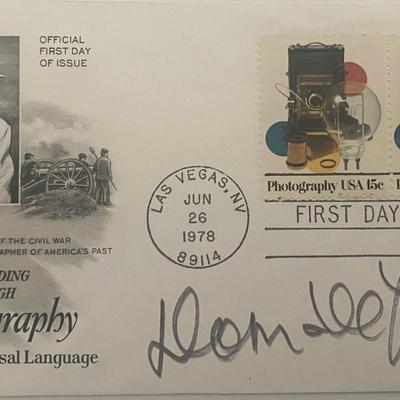 OFFICIAL
FIRST DAY
OF ISSUE
OF THE CIVIL WAR
RAPHER OF AMERICA'S PAST
DING
GH
graphy
sal Language
LAS VEGAS, NV
JUN
26
1978
89114
Photography USA 15c
FIRST DAY